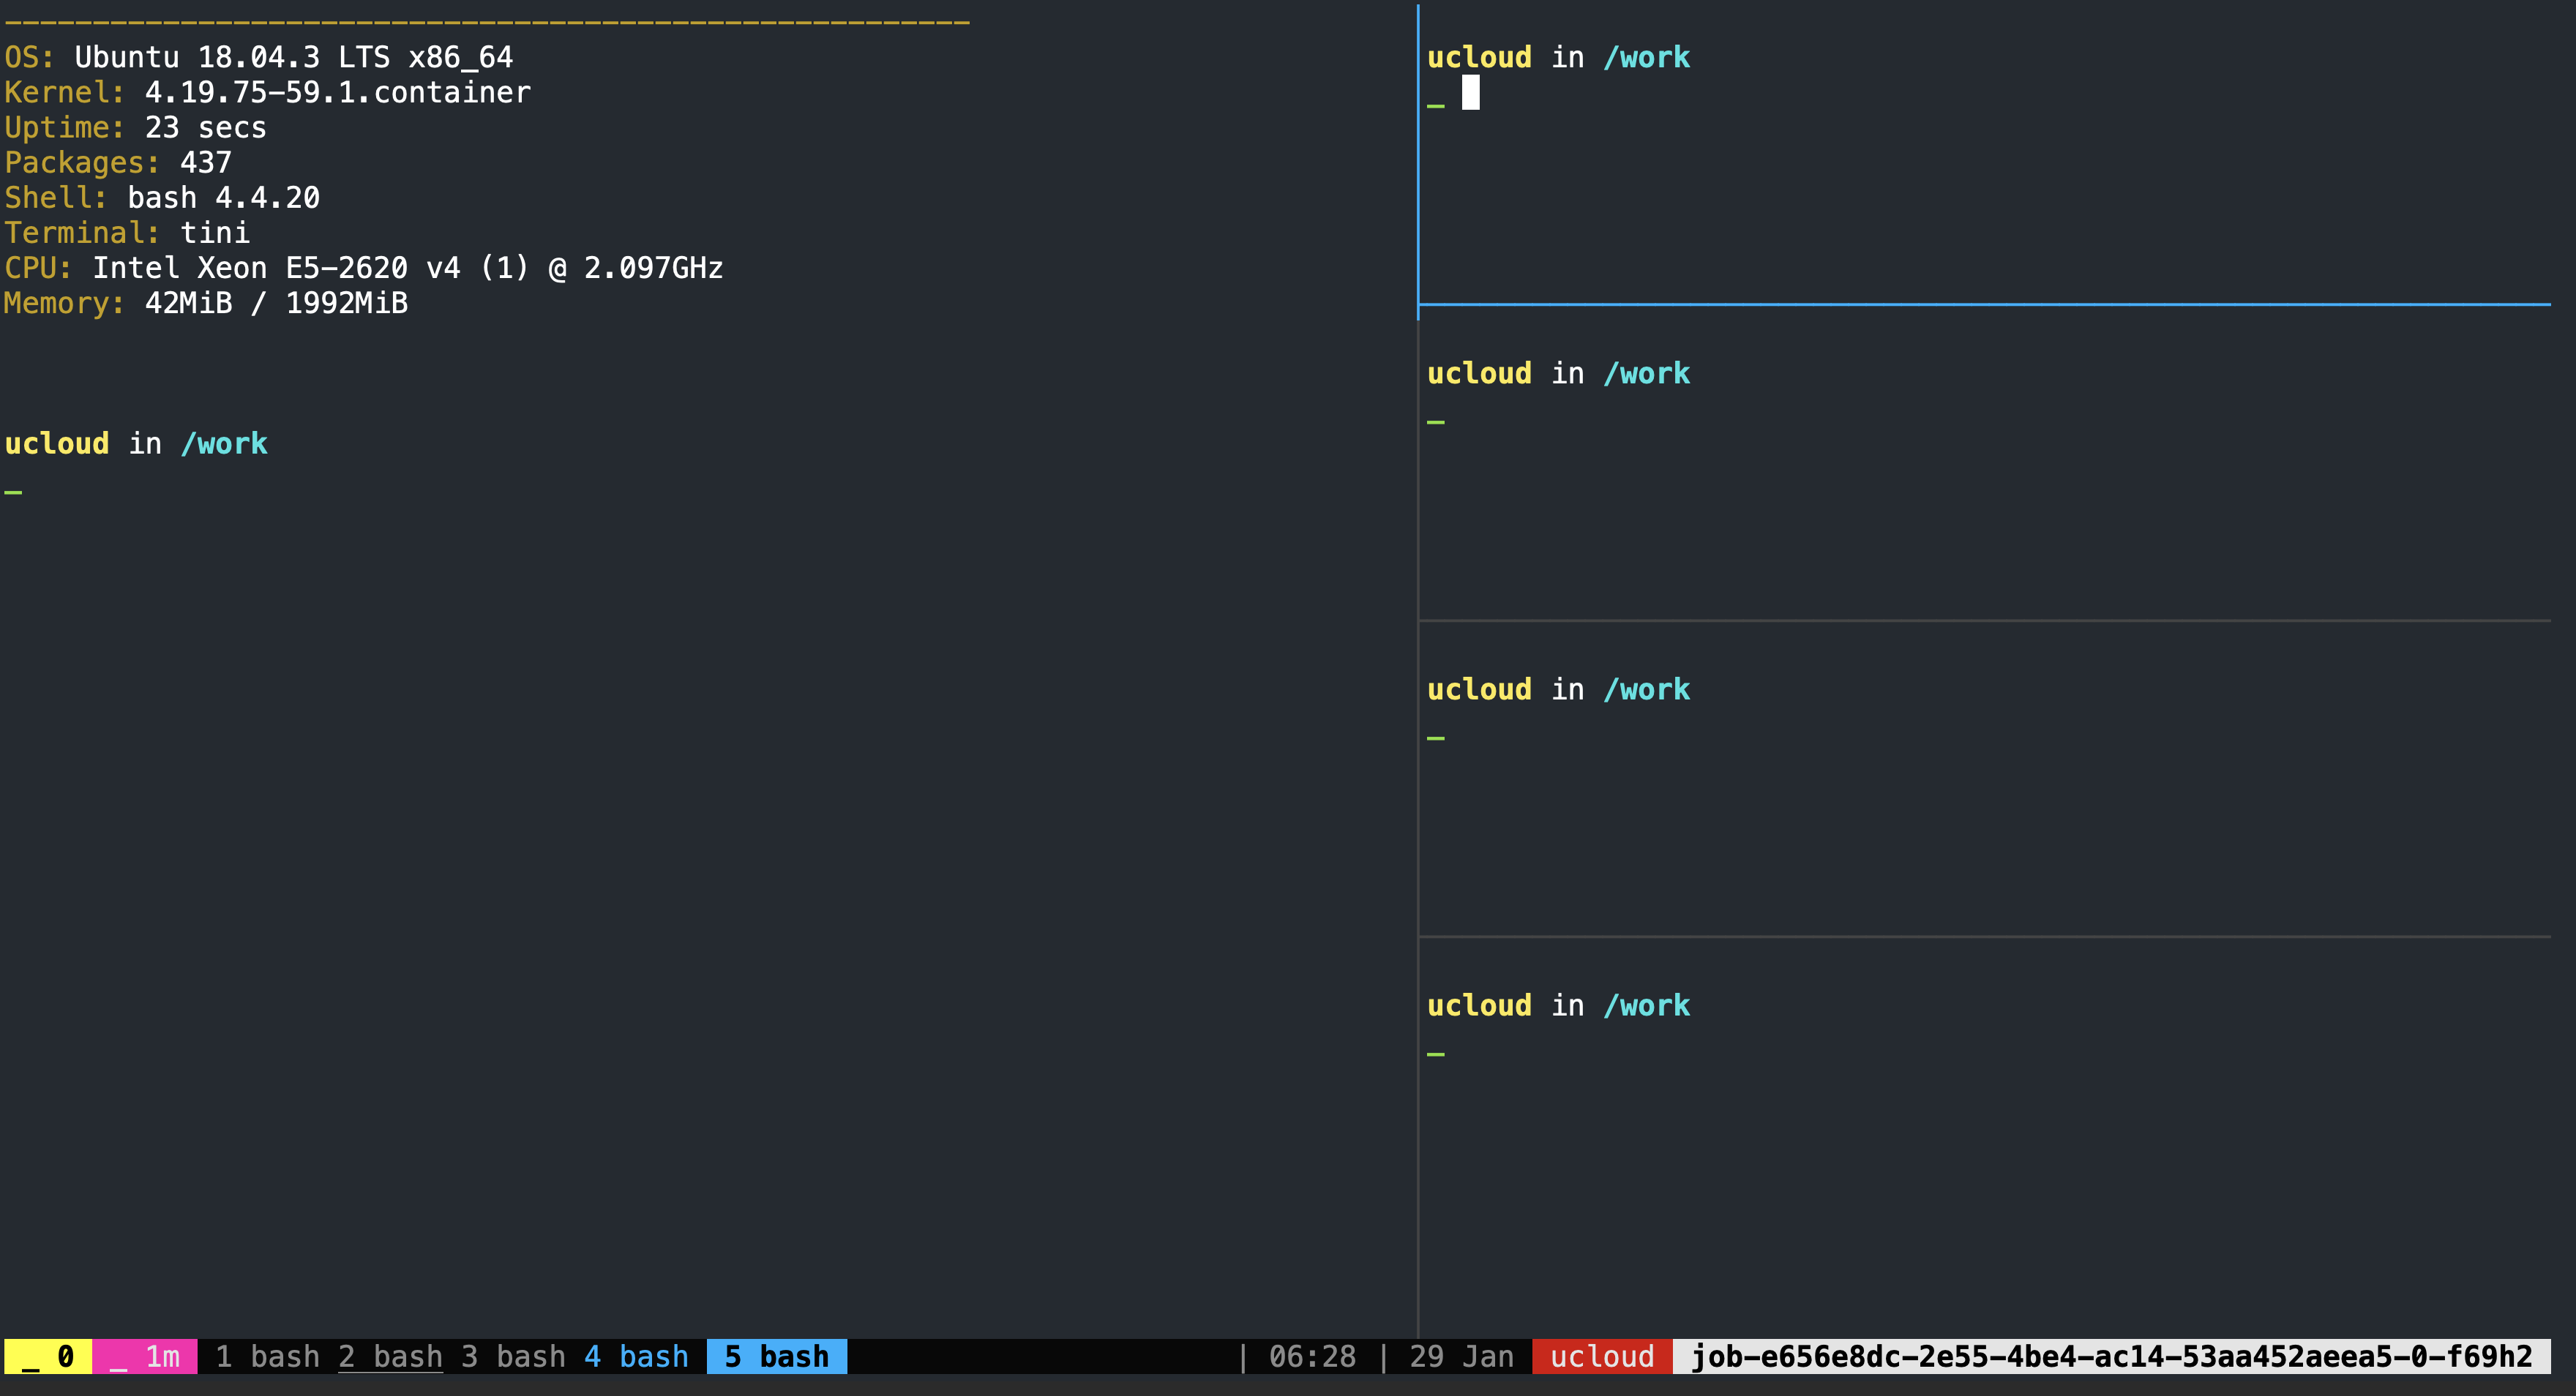 -------------------------------------------------------
OS: Ubuntu 18.04.3 LTS x86_64
Kernel: 4.19.75-59.1.container
Uptime: 23 secs
Packages: 437
Shell: bash 4.4.20
Terminal: tini
CPU: Intel Xeon E5-2620 v4 (1) @ 2.097GHz
Memory: 42MiB / 1992MiB
ucloud in /work
_
ucloud in /work
_
ucloud in /work
_
ucloud in /work
_
ucloud in /work
_
_ 0 _ 1m 1 bash 2 bash 3 bash 4 bash 5 bash | 06:28 | 29 Jan ucloud job-e656e8dc-2e55-4be4-ac14-53aa452aeea5-0-f69h2